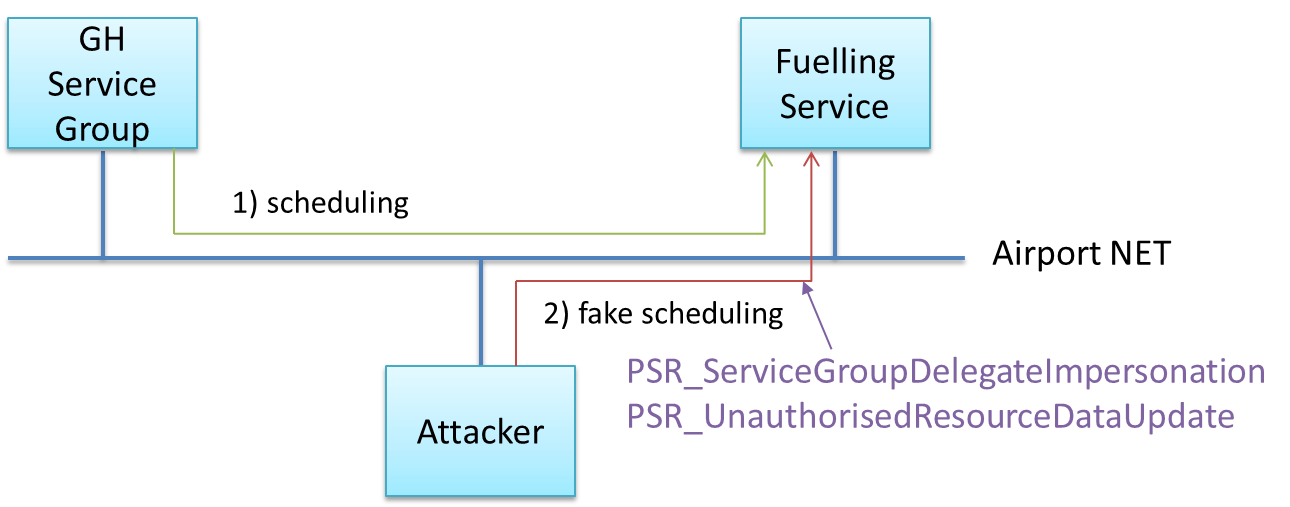 GH
Service
Group
Fuelling
Service
1) scheduling
Airport NET
2) fake scheduling
PSR_ServiceGroupDelegateImpersonation
PSR_UnauthorisedResourceDataUpdate
Attacker